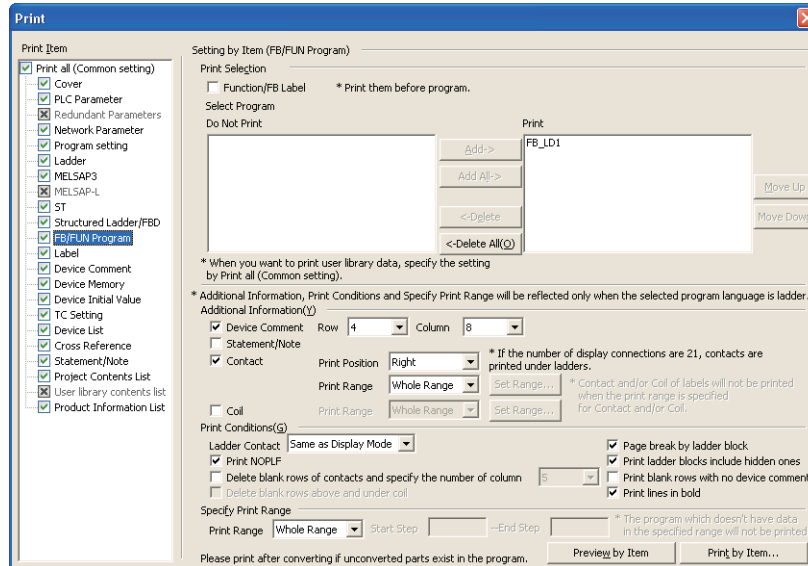 Print
Print Item
Print all (Common setting)
Cover
PLC Parameter
Redundant Parameters
Network Parameter
Program setting
Ladder
MELSAP3
MELSAP-L
ST
Structured Ladder/FBD
FB/FUN Program
Label
Device Comment
Device Memory
Device Initial Value
TC Setting
Device List
Cross Reference
Statement/Note
Project Contents List
User library contents list
Product Information List
Setting by Item (FB/FUN Program)
Print Selection
Function/FB Label * Print them before program.
Select Program
Do Not Print Print
FB_LD1
Add->
Add All->
<-Delete
<-Delete All(O)
Move Up
Move Down
* When you want to print user library data, specify the setting
by Print all (Common setting).
* Additional Information, Print Conditions and Specify Print Range will be reflected only when the selected program language is ladder.
Additional Information(Y)
Device Comment Row 4 Column 8
Statement/Note
Contact Print Position Right * If the number of display connections are 21, contacts are
printed under ladders.
Print Range Whole Range Set Range... * Contact and/or Coil of labels will not be printed
when the print range is specified
for Contact and/or Coil.
Coil Print Range Whole Range Set Range...
Print Conditions(G)
Ladder Contact Same as Display Mode Page break by ladder block
Print NOPLF Print ladder blocks include hidden ones
Delete blank rows of contacts and specify the number of column 5 Print blank rows with no device comment
Delete blank rows above and under coil Print lines in bold
Specify Print Range
Print Range Whole Range Start Step --End Step * The program which doesn't have data
in the specified range will not be printed
Please print after converting if unconverted parts exist in the program. Preview by Item Print by Item...